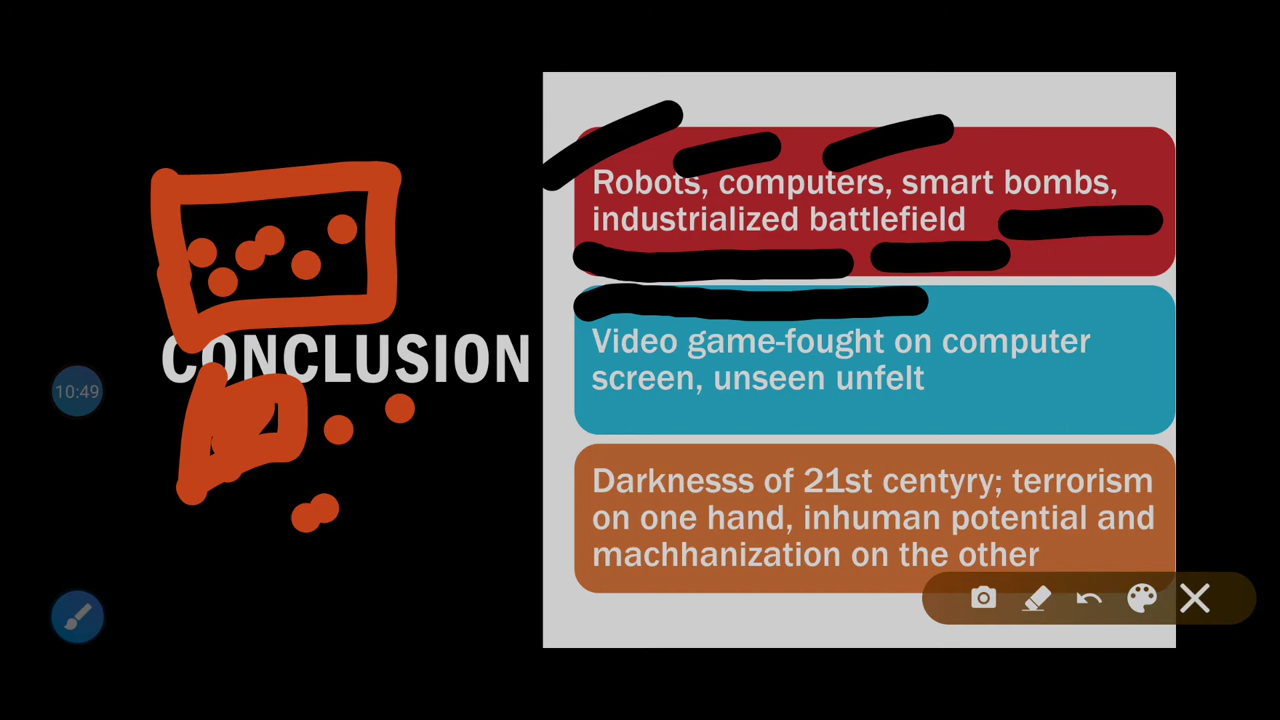 CONCLUSION
Robots, computers, smart bombs,
industrialized battlefield
Video game-fought on computer
screen, unseen unfelt
Darknesss of 21st centyry; terrorism
on one hand, inhuman potential and
machhanization on the other
10:49